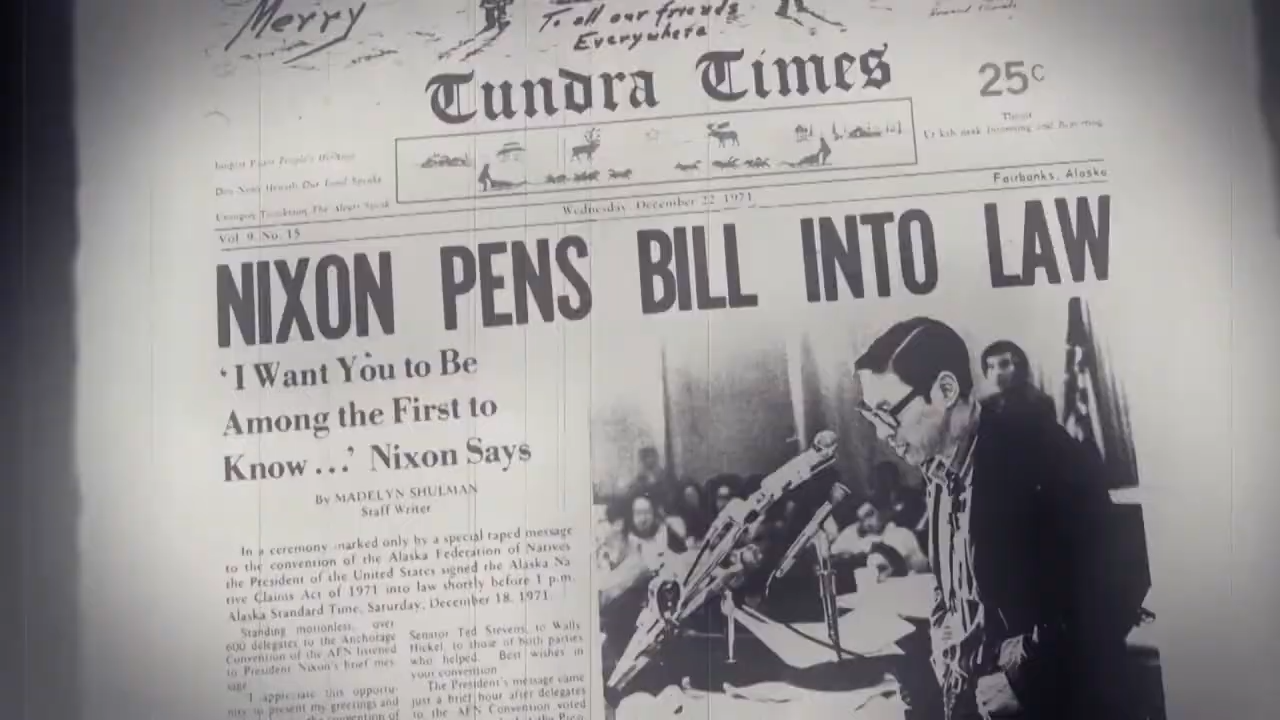 Merry
To all our friends
Everywhere
Tundra Times
25c
Fairbanks, Alaska
Wednesday, December 22, 1971
Vol. 9, No. 15
NIXON PENS BILL INTO LAW
‘I Want You to Be
Among the First to
Know...’ Nixon Says
By MADELYN SHULMAN
Staff Writer
In a ceremony marked only by a special taped message
to the convention of the Alaska Federation of Natives
the President of the United States signed the Alaska Na
tive Claims Act of 1971 into law shortly before 1 p.m.
Alaska Standard Time, Saturday, December 18, 1971.
Standing motionless, over
600 delegates to the Anchorage
Convention of the AFN listened
to President Nixon's brief mes
sage
I appreciate this opportu-
nity to present my greetings and
Senator Ted Stevens, to Wally
Hickel, to those of both parties
who helped. Best wishes in
your convention
The President's message came
just a brief hour after delegates
to the AFN Convention voted